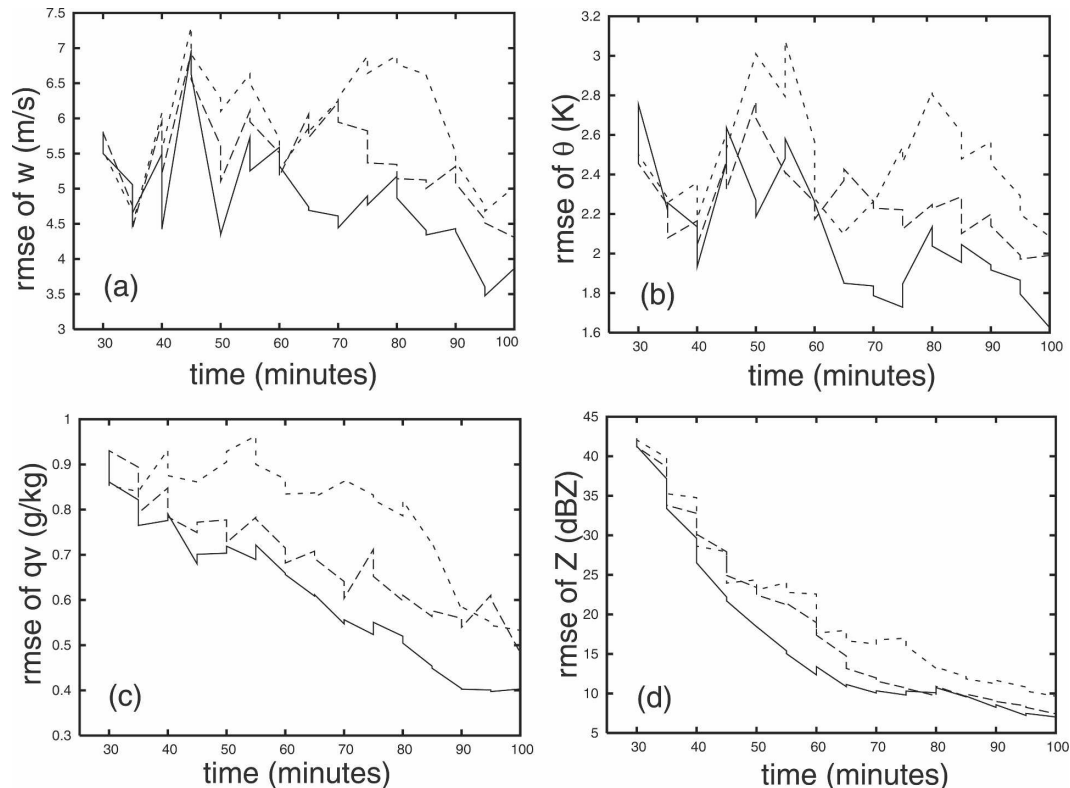 7.5
7
6.5
6
5.5
5
4.5
4
3.5
3
rmse of w (m/s)
(a)
30 40 50 60 70 80 90 100
time (minutes)
3.2
3
2.8
2.6
2.4
2.2
2
1.8
1.6
rmse of θ (K)
(b)
30 40 50 60 70 80 90 100
time (minutes)
1
0.9
0.8
0.7
0.6
0.5
0.4
0.3
rmse of qv (g/kg)
(c)
30 40 50 60 70 80 90 100
time (minutes)
45
40
35
30
25
20
15
10
5
rmse of Z (dBZ)
(d)
30 40 50 60 70 80 90 100
time (minutes)